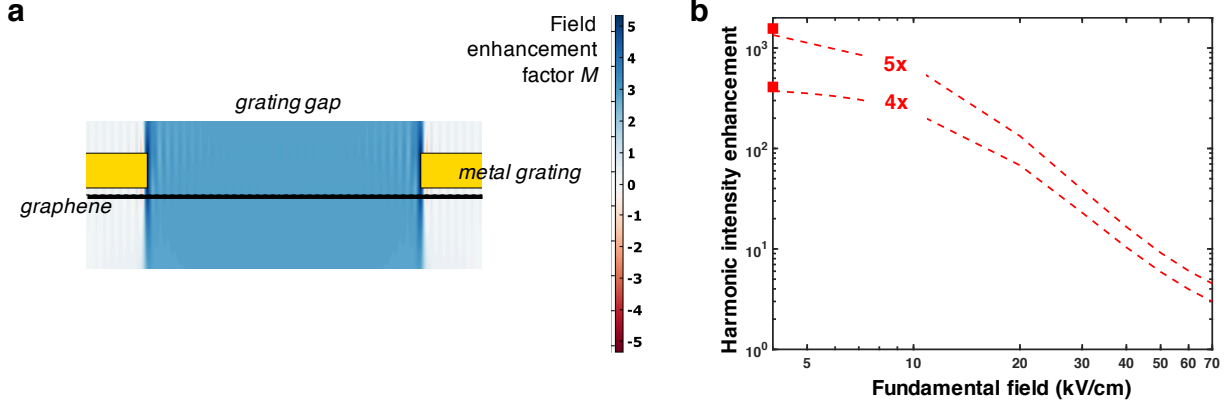 a
Field
enhancement
factor M
grating gap
metal grating
graphene
5
4
3
2
1
0
-1
-2
-3
-4
-5
b
Harmonic intensity enhancement
10³
10²
10¹
10⁰
5x
4x
5
10
20
30
40
50
60
70
Fundamental field (kV/cm)